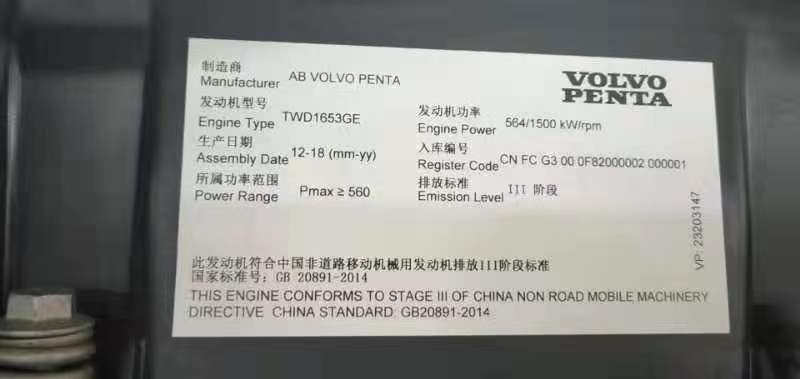 制造商
Manufacturer AB VOLVO PENTA
VOLVO
PENTA
发动机型号
Engine Type TWD1653GE
发动机功率
Engine Power 564/1500 kW/rpm
生产日期
Assembly Date 12-18 (mm-yy)
入库编号
Register Code CN FC G3 00 0F82000002 000001
所属功率范围
Power Range Pmax ≥ 560
排放标准
Emission Level III 阶段
VP: 23203147
此发动机符合中国非道路移动机械用发动机排放III阶段标准
国家标准号: GB 20891-2014
THIS ENGINE CONFORMS TO STAGE III OF CHINA NON ROAD MOBILE MACHINERY
DIRECTIVE CHINA STANDARD: GB20891-2014